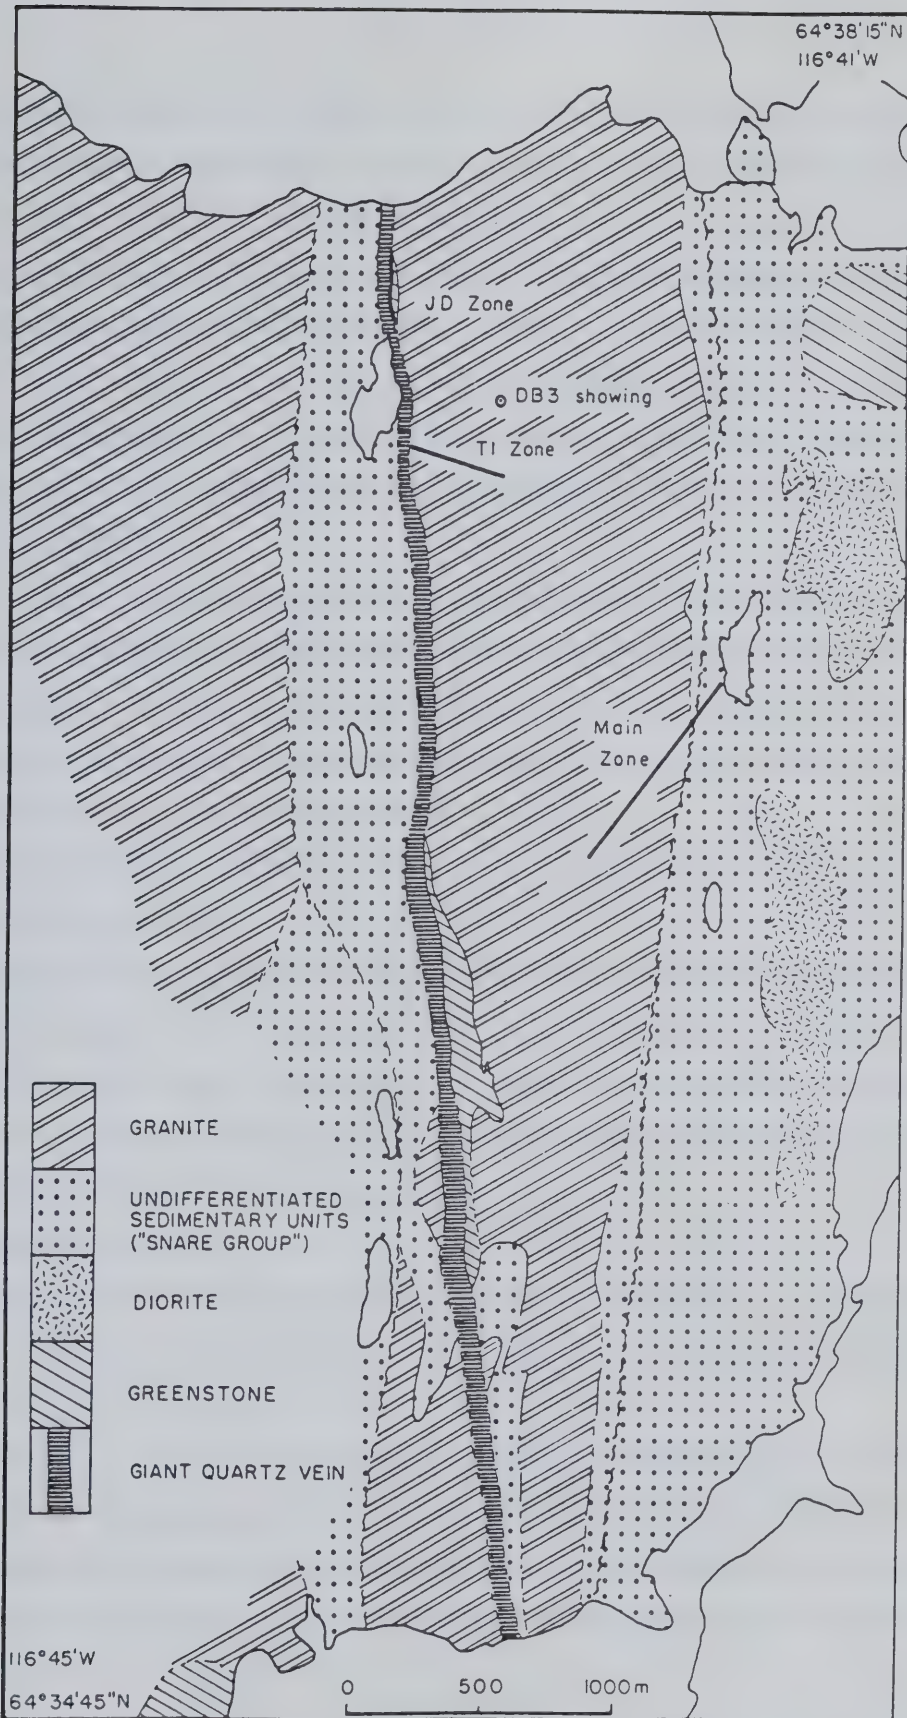 64°38'15"N
116°41'W
JD Zone
DB3 showing
T1 Zone
Main
Zone
GRANITE
UNDIFFERENTIATED
SEDIMENTARY UNITS
("SNARE GROUP")
DIORITE
GREENSTONE
GIANT QUARTZ VEIN
116°45'W
64°34'45"N
0 500 1000m